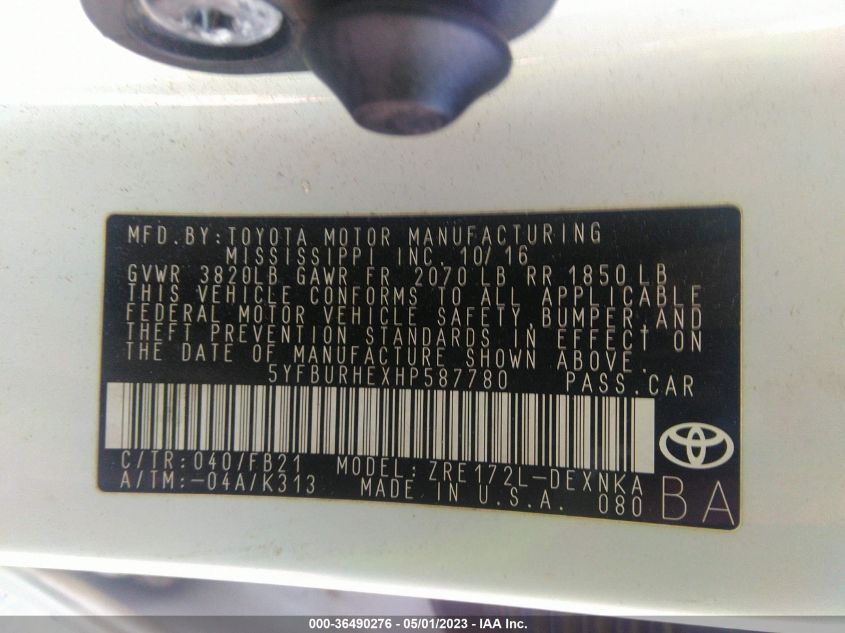 MFD.BY:TOYOTA MOTOR MANUFACTURING
MISSISSIPPI INC. 10/16
GVWR 3820LB GAWR FR 2070 LB RR 1850 LB
THIS VEHICLE CONFORMS TO ALL APPLICABLE
FEDERAL MOTOR VEHICLE SAFETY,BUMPER,AND
THEFT PREVENTION STANDARDS IN EFFECT ON
THE DATE OF MANUFACTURE SHOWN ABOVE.
5YFBURHEXHP587780 PASS.CAR
C/TR:040/FB21 MODEL:ZRE172L-DEXNKA
A/TM:-04A/K313 MADE IN U.S.A. 080 BA
000-36490276 - 05/01/2023 - IAA Inc.